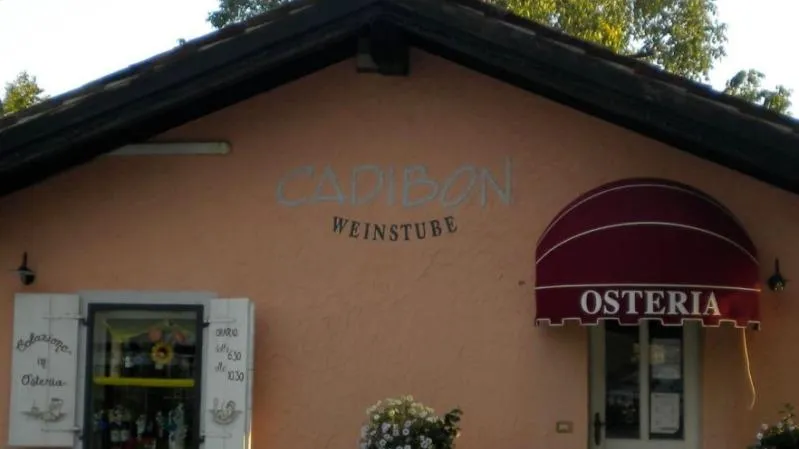 CADIBON
WEINSTUBE
OSTERIA
Colazione
in
Osteria
ORARIO
dalle
6.30
alle
10.30